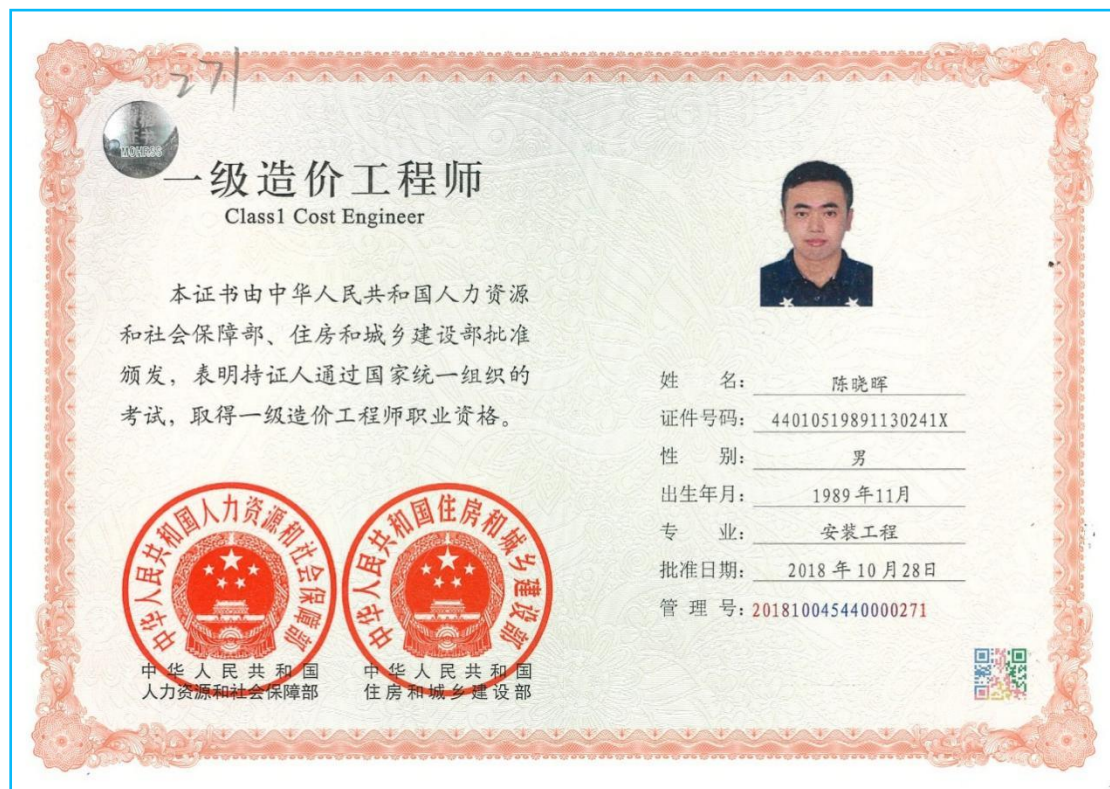 271
MOHRSS
一级造价工程师
Class1 Cost Engineer
本证书由中华人民共和国人力资源
和社会保障部、住房和城乡建设部批准
颁发，表明持证人通过国家统一组织的
考试，取得一级造价工程师职业资格。
中华人民共和国人力资源和社会保障部
中华人民共和国住房和城乡建设部
中华人民共和国
人力资源和社会保障部
中华人民共和国
住房和城乡建设部
姓 名： 陈晓晖
证件号码： 44010519891130241X
性 别： 男
出生年月： 1989年11月
专 业： 安装工程
批准日期： 2018年10月28日
管 理 号：201810045440000271